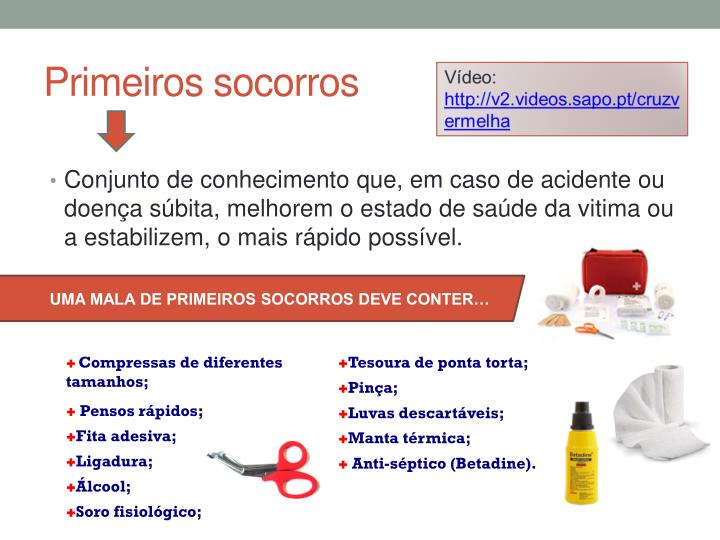 Primeiros socorros
Vídeo:
http://v2.videos.sapo.pt/cruzv
ermelha
• Conjunto de conhecimento que, em caso de acidente ou
doença súbita, melhorem o estado de saúde da vitima ou
a estabilizem, o mais rápido possível.
UMA MALA DE PRIMEIROS SOCORROS DEVE CONTER…
+ Compressas de diferentes
tamanhos;
+ Pensos rápidos;
+Fita adesiva;
+Ligadura;
+Álcool;
+Soro fisiológico;
+Tesoura de ponta torta;
+Pinça;
+Luvas descartáveis;
+Manta térmica;
+ Anti-séptico (Betadine).
Betadine